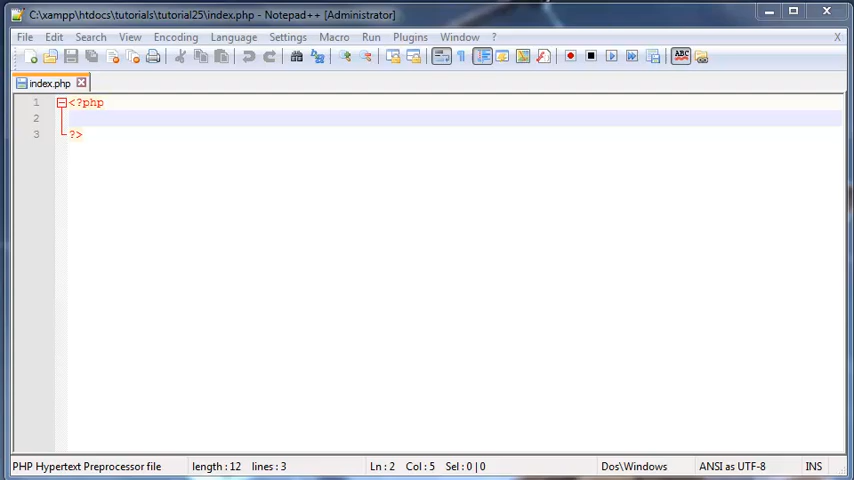 C:\xampp\htdocs\tutorials\tutorial25\index.php - Notepad++ [Administrator]
File Edit Search View Encoding Language Settings Macro Run Plugins Window ? X
ABC
index.php
1 <?php
2
3 ?>
PHP Hypertext Preprocessor file length : 12 lines : 3 Ln : 2 Col : 5 Sel : 0 | 0 Dos\Windows ANSI as UTF-8 INS